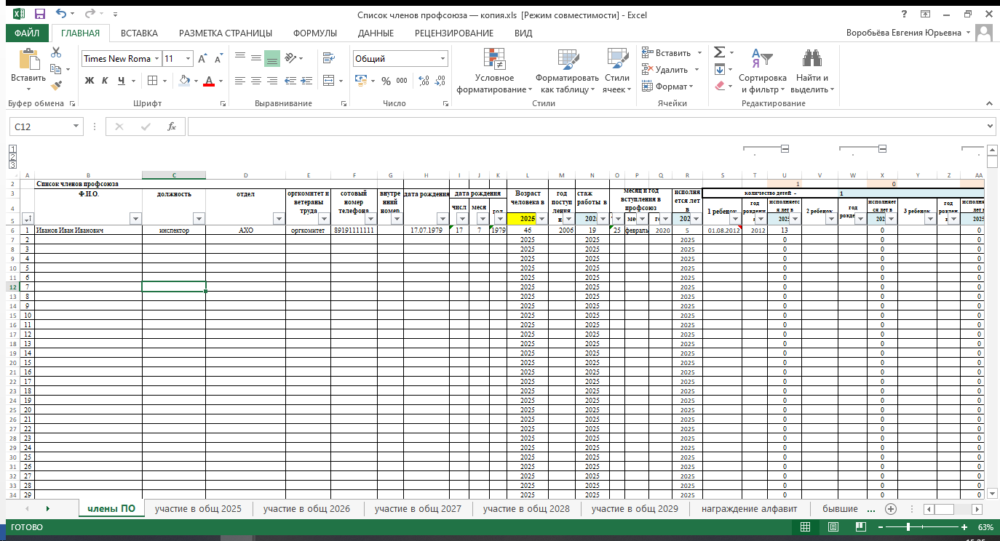 Список членов профсоюза — копия.xls [Режим совместимости] - Excel
ФАЙЛ ГЛАВНАЯ ВСТАВКА РАЗМЕТКА СТРАНИЦЫ ФОРМУЛЫ ДАННЫЕ РЕЦЕНЗИРОВАНИЕ ВИД Воробьёва Евгения Юрьевна
Вставить
Times New Roma 11
Ж К Ч
Общий
% 000
Условное форматирование
Форматировать как таблицу
Стили ячеек
Вставить
Удалить
Формат
Сортировка и фильтр
Найти и выделить
Буфер обмена Шрифт Выравнивание Число Стили Ячейки Редактирование
C12 fx
1
2
3
A B C D E F G H I J K L M N O P Q R S T U V W X Y Z AA
2 Список членов профсоюза 1 0
3 Ф.И.О. должность отдел оргкомитет и ветераны труда сотовый номер телефона внутре нний номер дата рождения дата рождения Возраст человека в год поступ ления стаж работы в месяц и год вступления в профсоюз исполн яется лет в количество детей - 1
4 числ меся год 1 ребенок год рождени исполняетс я лет в 2 ребенок год рожде исполняет ся лет в 3 ребенок год рожден исполня лет
5 2025 202 ме го 202 202 202 2025
6 1 Иванов Иван Иванович инспектор АХО оргкомитет 89191111111 17.07.1979 17 7 1979 46 2006 19 25 февраль 2020 5 01.08.2012 2012 13 0 0
7 2 2025 2025 2025 0 0 0
8 3 2025 2025 2025 0 0 0
9 4 2025 2025 2025 0 0 0
10 5 2025 2025 2025 0 0 0
11 6 2025 2025 2025 0 0 0
12 7 2025 2025 2025 0 0 0
13 8 2025 2025 2025 0 0 0
14 9 2025 2025 2025 0 0 0
15 10 2025 2025 2025 0 0 0
16 11 2025 2025 2025 0 0 0
17 12 2025 2025 2025 0 0 0
18 13 2025 2025 2025 0 0 0
19 14 2025 2025 2025 0 0 0
20 15 2025 2025 2025 0 0 0
21 16 2025 2025 2025 0 0 0
22 17 2025 2025 2025 0 0 0
23 18 2025 2025 2025 0 0 0
24 19 2025 2025 2025 0 0 0
25 20 2025 2025 2025 0 0 0
26 21 2025 2025 2025 0 0 0
27 22 2025 2025 2025 0 0 0
28 23 2025 2025 2025 0 0 0
29 24 2025 2025 2025 0 0 0
30 25 2025 2025 2025 0 0 0
31 26 2025 2025 2025 0 0 0
32 27 2025 2025 2025 0 0 0
33 28 2025 2025 2025 0 0 0
34 29 2025 2025 2025 0 0 0
члены ПО участие в общ 2025 участие в общ 2026 участие в общ 2027 участие в общ 2028 участие в общ 2029 награждение алфавит бывшие ...
ГОТОВО 63%